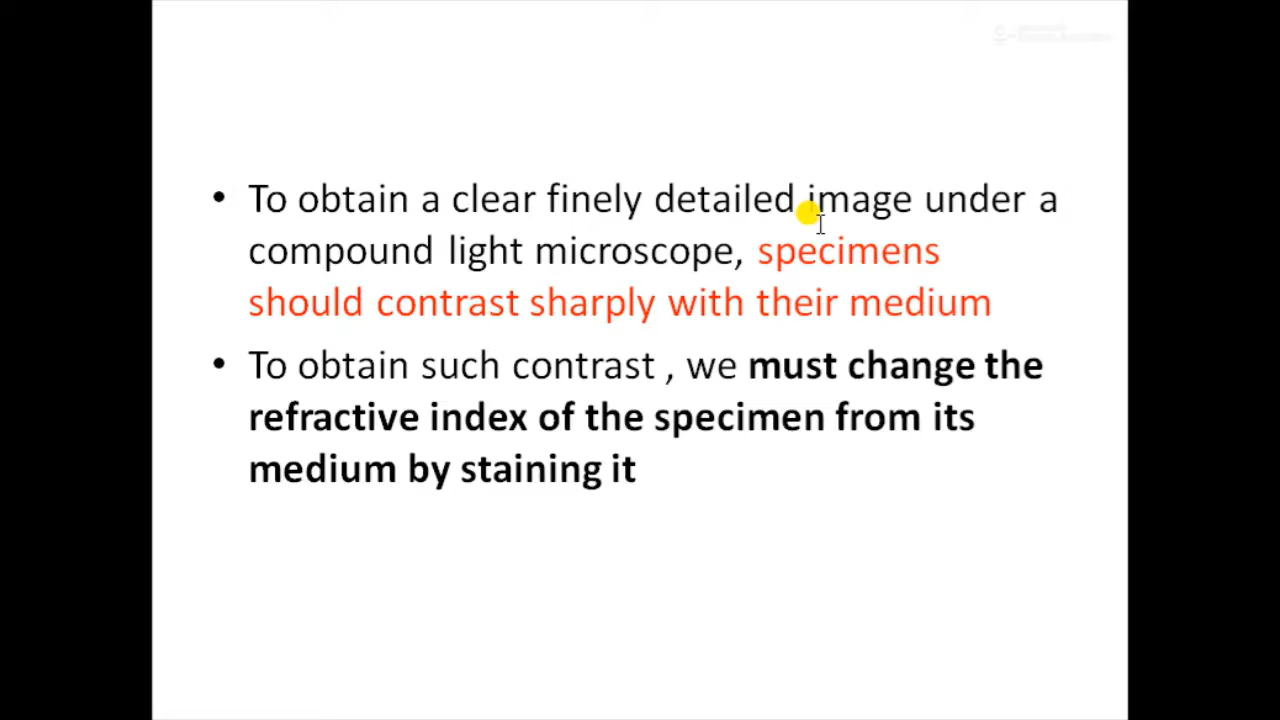 • To obtain a clear finely detailed image under a
compound light microscope, specimens
should contrast sharply with their medium
• To obtain such contrast , we must change the
refractive index of the specimen from its
medium by staining it